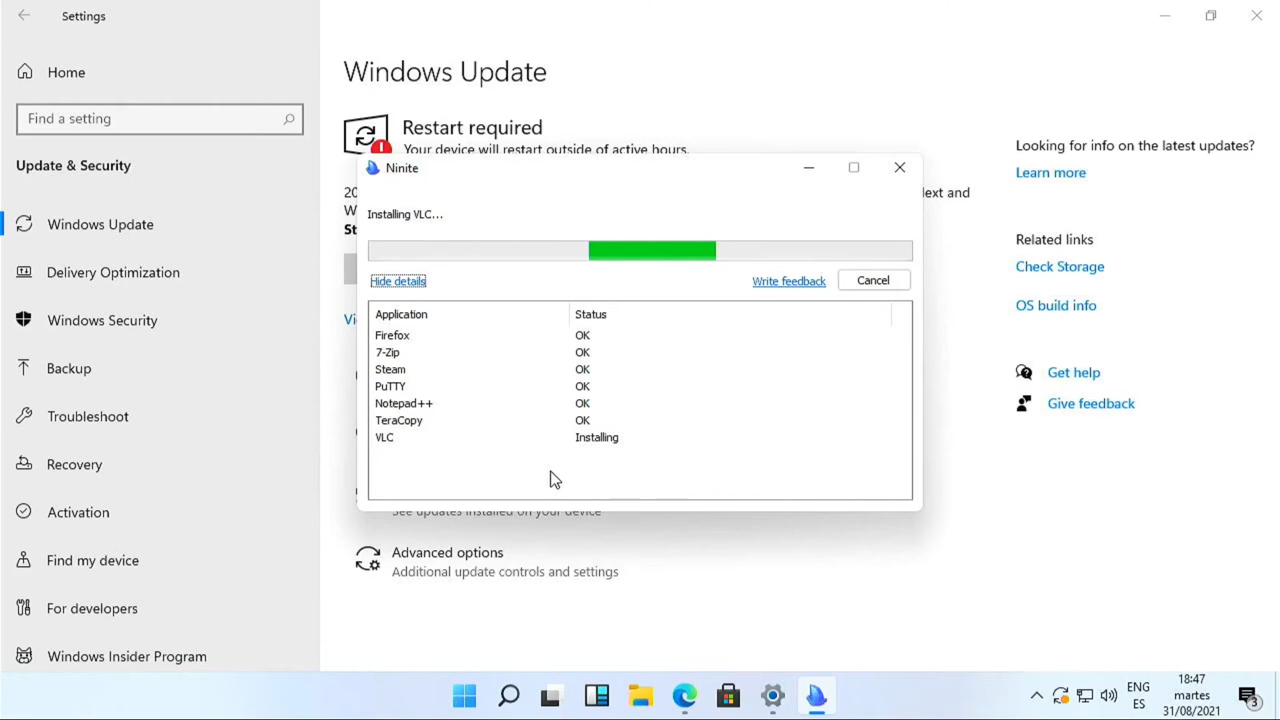 Settings
Home
Find a setting
Update & Security
Windows Update
Delivery Optimization
Windows Security
Backup
Troubleshoot
Recovery
Activation
Find my device
For developers
Windows Insider Program
Windows Update
Restart required
Your device will restart outside of active hours.
Ninite
Installing VLC...
Hide details
Write feedback
Cancel
Application Status
Firefox OK
7-Zip OK
Steam OK
PuTTY OK
Notepad++ OK
TeraCopy OK
VLC Installing
See updates installed on your device
Advanced options
Additional update controls and settings
Looking for info on the latest updates?
Learn more
Related links
Check Storage
OS build info
Get help
Give feedback
ENG
ES
18:47
martes
31/08/2021
3